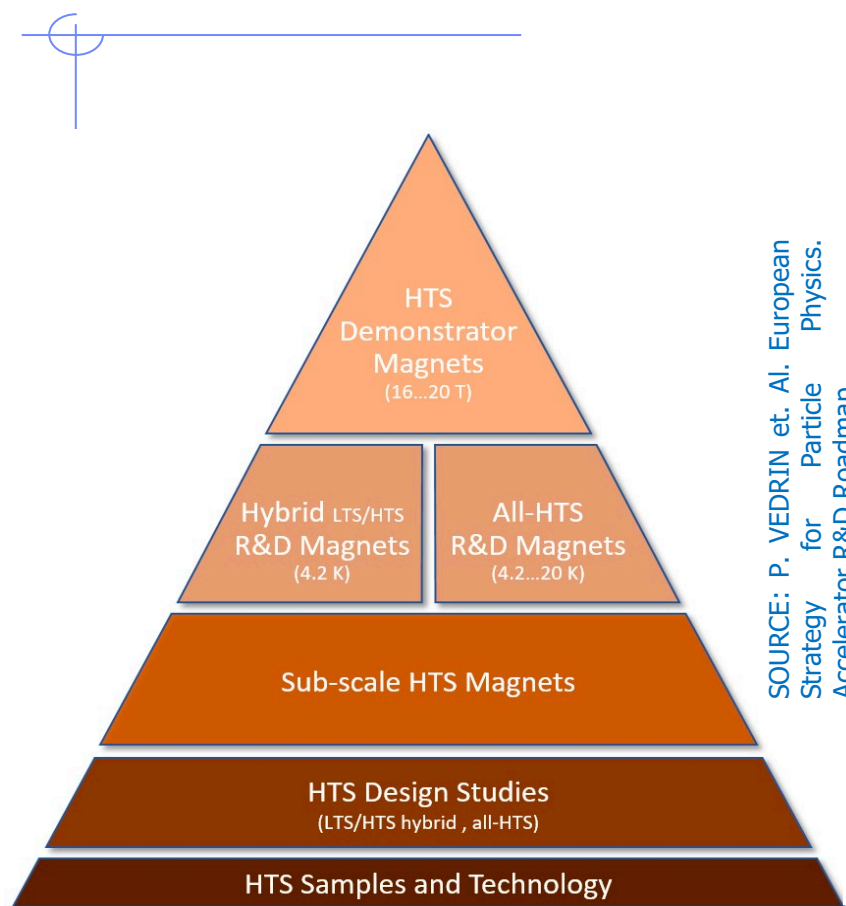 HTS
Demonstrator
Magnets
(16...20 T)
Hybrid LTS/HTS
R&D Magnets
(4.2 K)
All-HTS
R&D Magnets
(4.2...20 K)
Sub-scale HTS Magnets
HTS Design Studies
(LTS/HTS hybrid , all-HTS)
HTS Samples and Technology
SOURCE: P. VEDRIN et. Al. European
Strategy for Particle Physics.
Accelerator R&D Roadmap